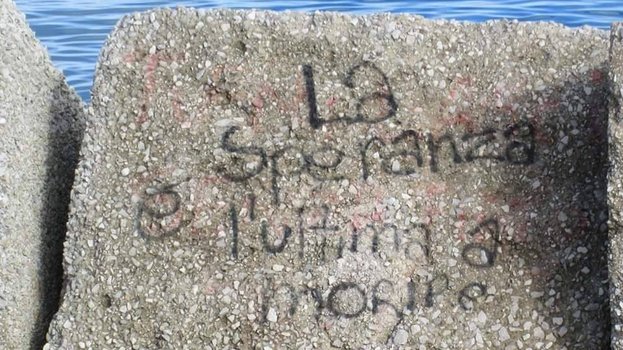 La
Speranza
è l'ultima a
morire